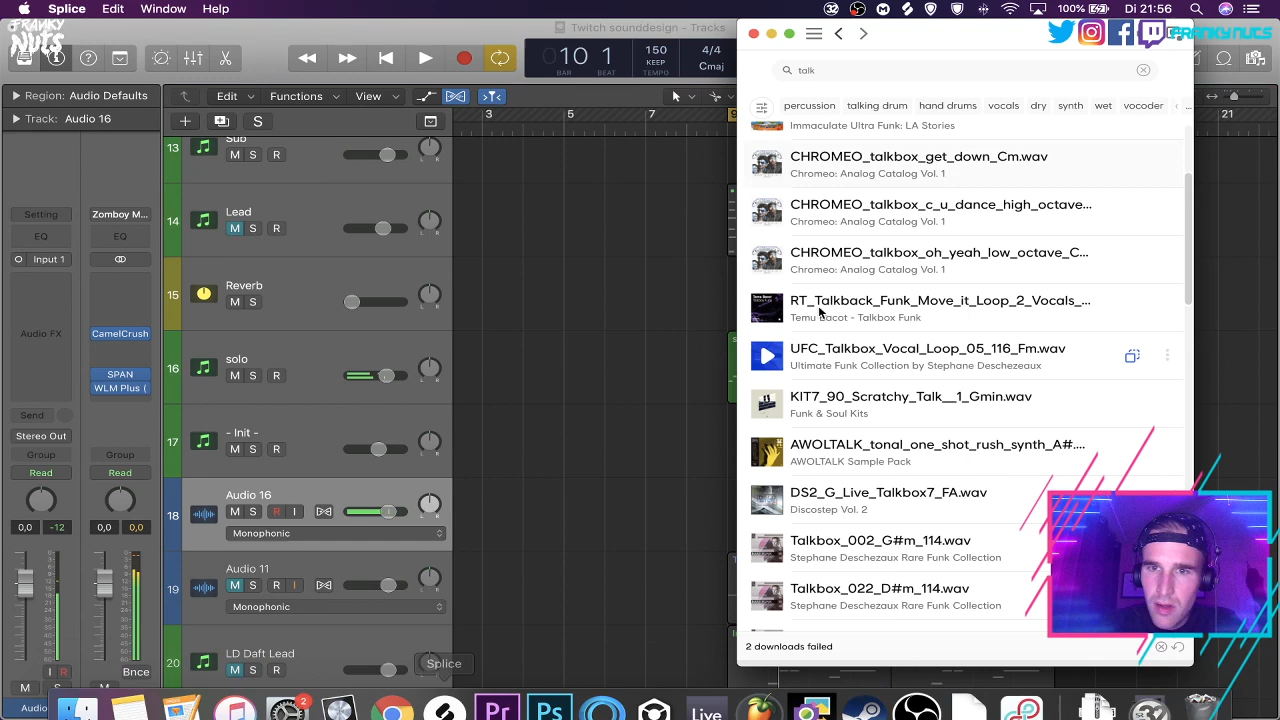 Splice
Di 21:56
FRANKY
NUTS
Twitch sounddesign - Tracks
FRANKY NUTS
10 1
BAR
BEAT
150
KEEP
TEMPO
4/4
Cmaj
talk
Region: Audio Defaults
Edit
Functions
View
3
5
7
9
21
percussion
talking drum
hand drums
vocals
dry
synth
wet
vocoder
Immaculate Ultra Funk: LA Stories
Track: Audio 16
S
CHROMEO_talkbox_get_down_Cm.wav
Chromeo: Analog Catalog Vol. 1
CHROMEO_talkbox_c_u_dance_high_octave...
Chromeo: Analog Catalog Vol. 1
CHROMEO_talkbox_oh_yeah_low_octave_C...
Chromeo: Analog Catalog Vol. 1
RT_Talkback_Funk_Move_it_Loop_2_Vocals_...
Temu Bacot - Talkbox Funk
UFC_Talkbox_Vocal_Loop_05_116_Fm.wav
Ultimate Funk Collection by Stephane Deschezeaux
KIT7_90_Scratchy_Talk__1_Gmin.wav
Funk & Soul Kits
AWOLTALK_tonal_one_shot_rush_synth_A#....
AWOLTALK Sample Pack
DS2_G_Live_Talkbox7_FA.wav
Discostep Vol. 2
Talkbox_002_G#m_114.wav
Stephane Deschezeaux Rare Funk Collection
Talkbox_022_D#m_114.wav
Stephane Deschezeaux Rare Funk Collection
2 downloads failed
13
Sub
M S R
14
Lead
M S R
15
Reverb
M S
16
solo
M S R
17
- Init -
M S R
18
Audio 16
M S R I
Monophonic
19
Audio 11
M S R I
Monophonic
20
LD Daft Lead
M S R
Splice
Setting
Zomboy M...
EQ
EQ
Input 1
Audio FX
CamelCrush
SPAN
WLM Plus (
Send
Stereo Out
Group
Group
Read
Read
0,0 -12
0,0 0,0
I R
Bnce
M
M
2
Pr
Ps
Live